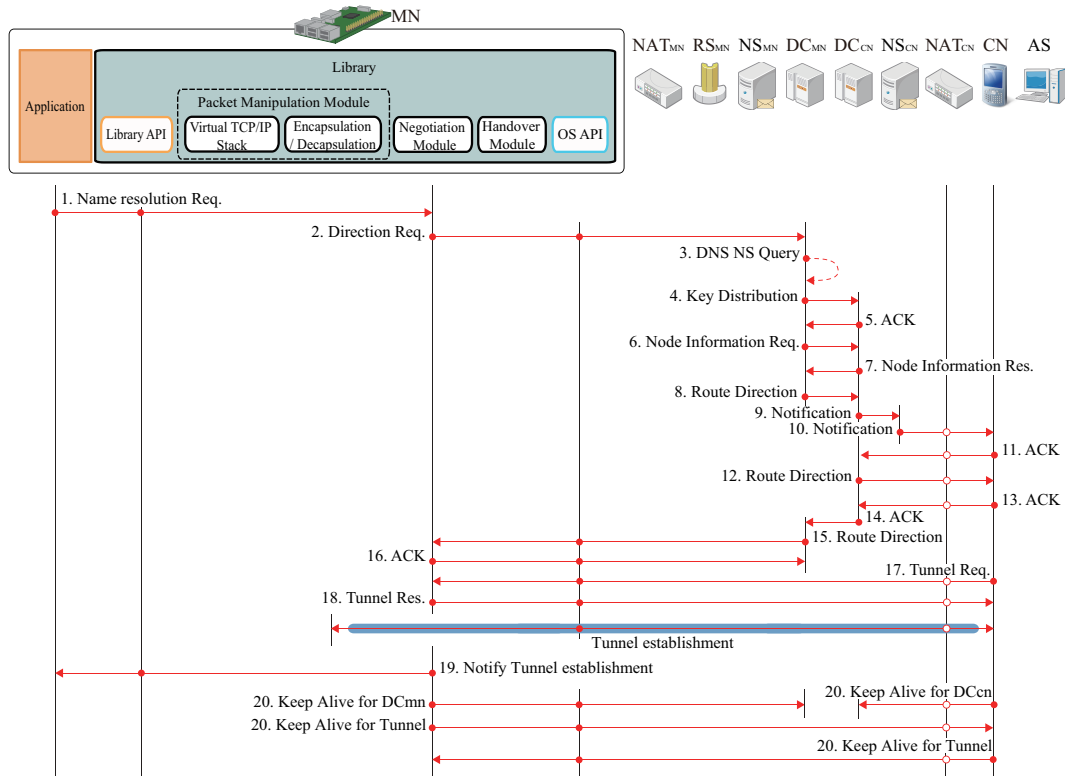 MN
NATMN RSMN NSMN DCMN DCCN NSCN NATCN CN AS
Library
Application
Packet Manipulation Module
Library API
Virtual TCP/IP
Stack
Encapsulation
/ Decapsulation
Negotiation
Module
Handover
Module
OS API
1. Name resolution Req.
2. Direction Req.
3. DNS NS Query
4. Key Distribution
5. ACK
6. Node Information Req.
7. Node Information Res.
8. Route Direction
9. Notification
10. Notification
11. ACK
12. Route Direction
13. ACK
14. ACK
15. Route Direction
16. ACK
17. Tunnel Req.
18. Tunnel Res.
Tunnel establishment
19. Notify Tunnel establishment
20. Keep Alive for DCmn
20. Keep Alive for DCcn
20. Keep Alive for Tunnel
20. Keep Alive for Tunnel